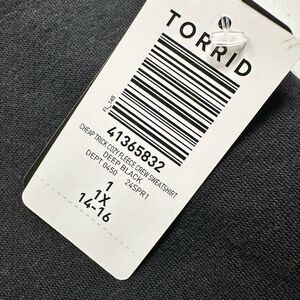 TORRID
41365832
CHEAP TRICK COZY FLEECE CREW SWEATSHIRT
DEEP BLACK
DEPT 0450 24SPR1
1
1X
14-16